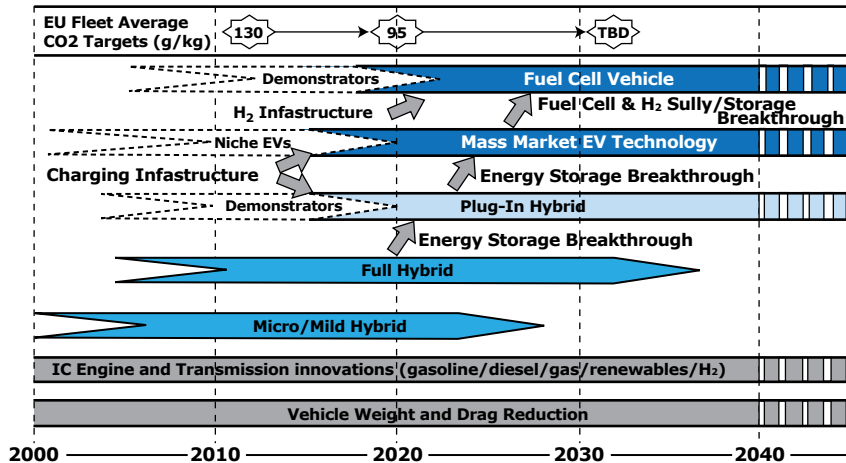 EU Fleet Average
CO2 Targets (g/kg)
130
95
TBD
Demonstrators
Fuel Cell Vehicle
H₂ Infastructure
Fuel Cell & H₂ Sully/Storage
Breakthrough
Niche EVs
Mass Market EV Technology
Charging Infastructure
Energy Storage Breakthrough
Demonstrators
Plug-In Hybrid
Energy Storage Breakthrough
Full Hybrid
Micro/Mild Hybrid
IC Engine and Transmission innovations (gasoline/diesel/gas/renewables/H₂)
Vehicle Weight and Drag Reduction
2000 2010 2020 2030 2040